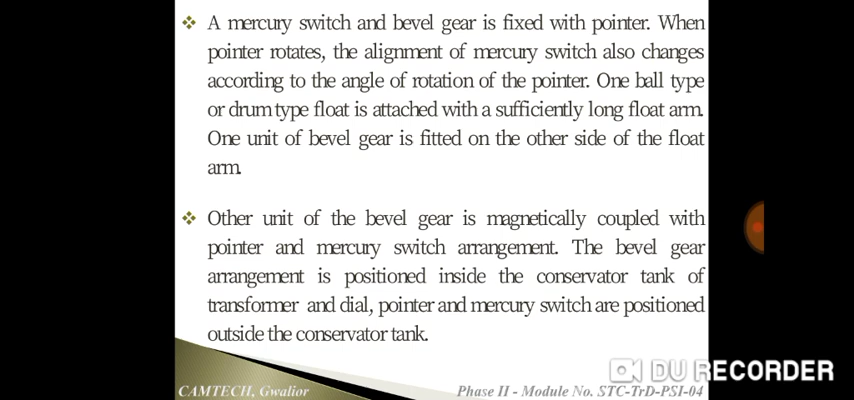 A mercury switch and bevel gear is fixed with pointer. When
pointer rotates, the alignment of mercury switch also changes
according to the angle of rotation of the pointer. One ball type
or drum type float is attached with a sufficiently long float arm.
One unit of bevel gear is fitted on the other side of the float
arm.
Other unit of the bevel gear is magnetically coupled with
pointer and mercury switch arrangement. The bevel gear
arrangement is positioned inside the conservator tank of
transformer and dial, pointer and mercury switch are positioned
outside the conservator tank.
DU RECORDER
CAMTECH, Gwalior
Phase II - Module No. STC-TrD-PSI-04